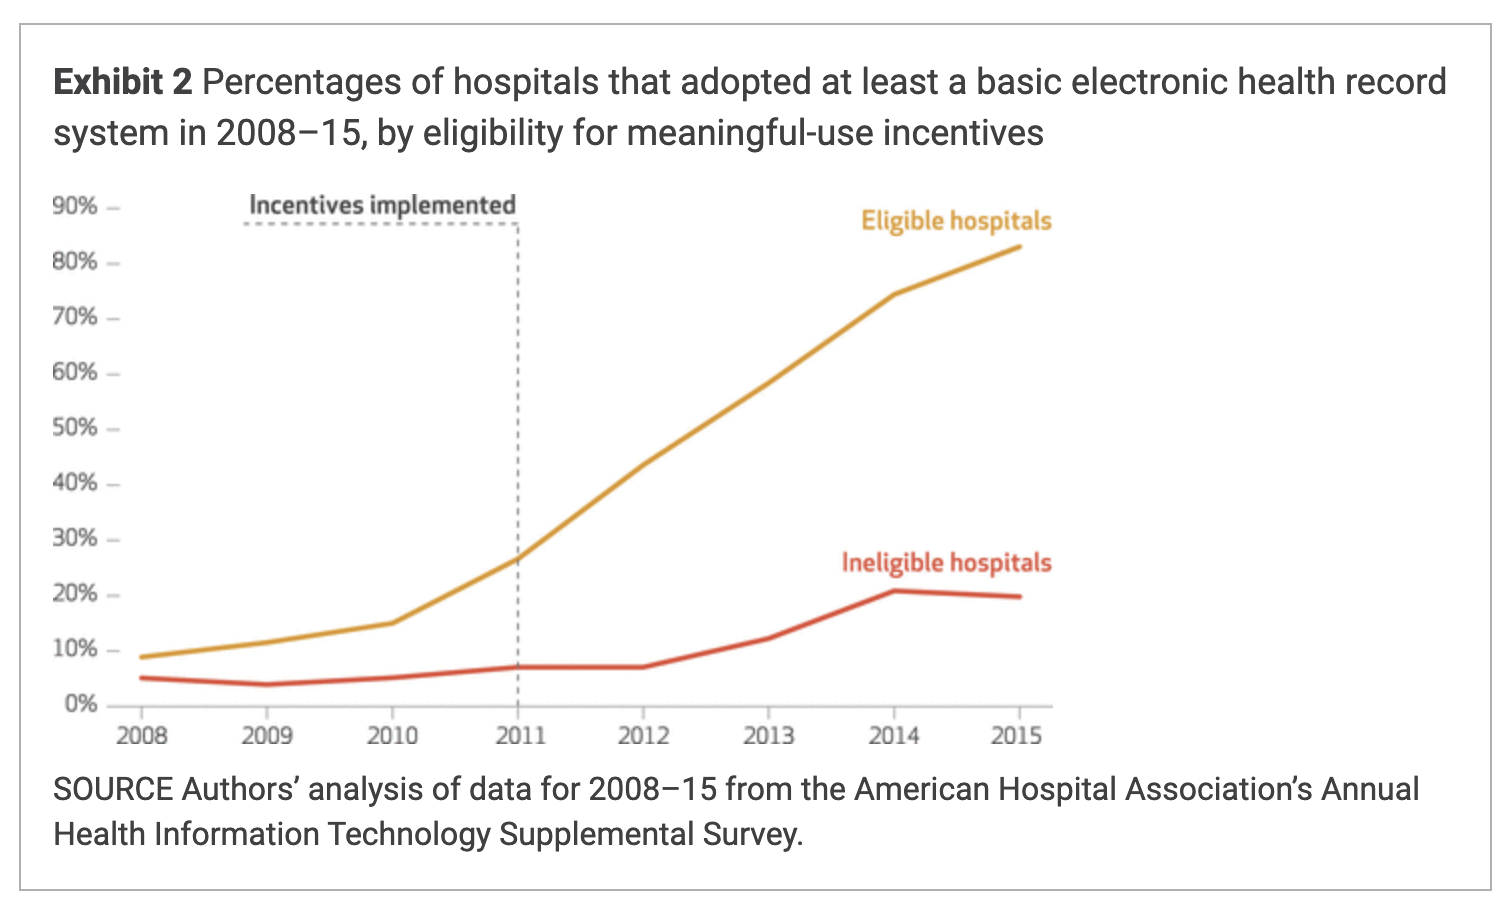 Exhibit 2 Percentages of hospitals that adopted at least a basic electronic health record
system in 2008–15, by eligibility for meaningful-use incentives
90%
Incentives implemented
Eligible hospitals
80%
70%
60%
50%
40%
30%
Ineligible hospitals
20%
10%
0%
2008 2009 2010 2011 2012 2013 2014 2015
SOURCE Authors’ analysis of data for 2008–15 from the American Hospital Association’s Annual
Health Information Technology Supplemental Survey.